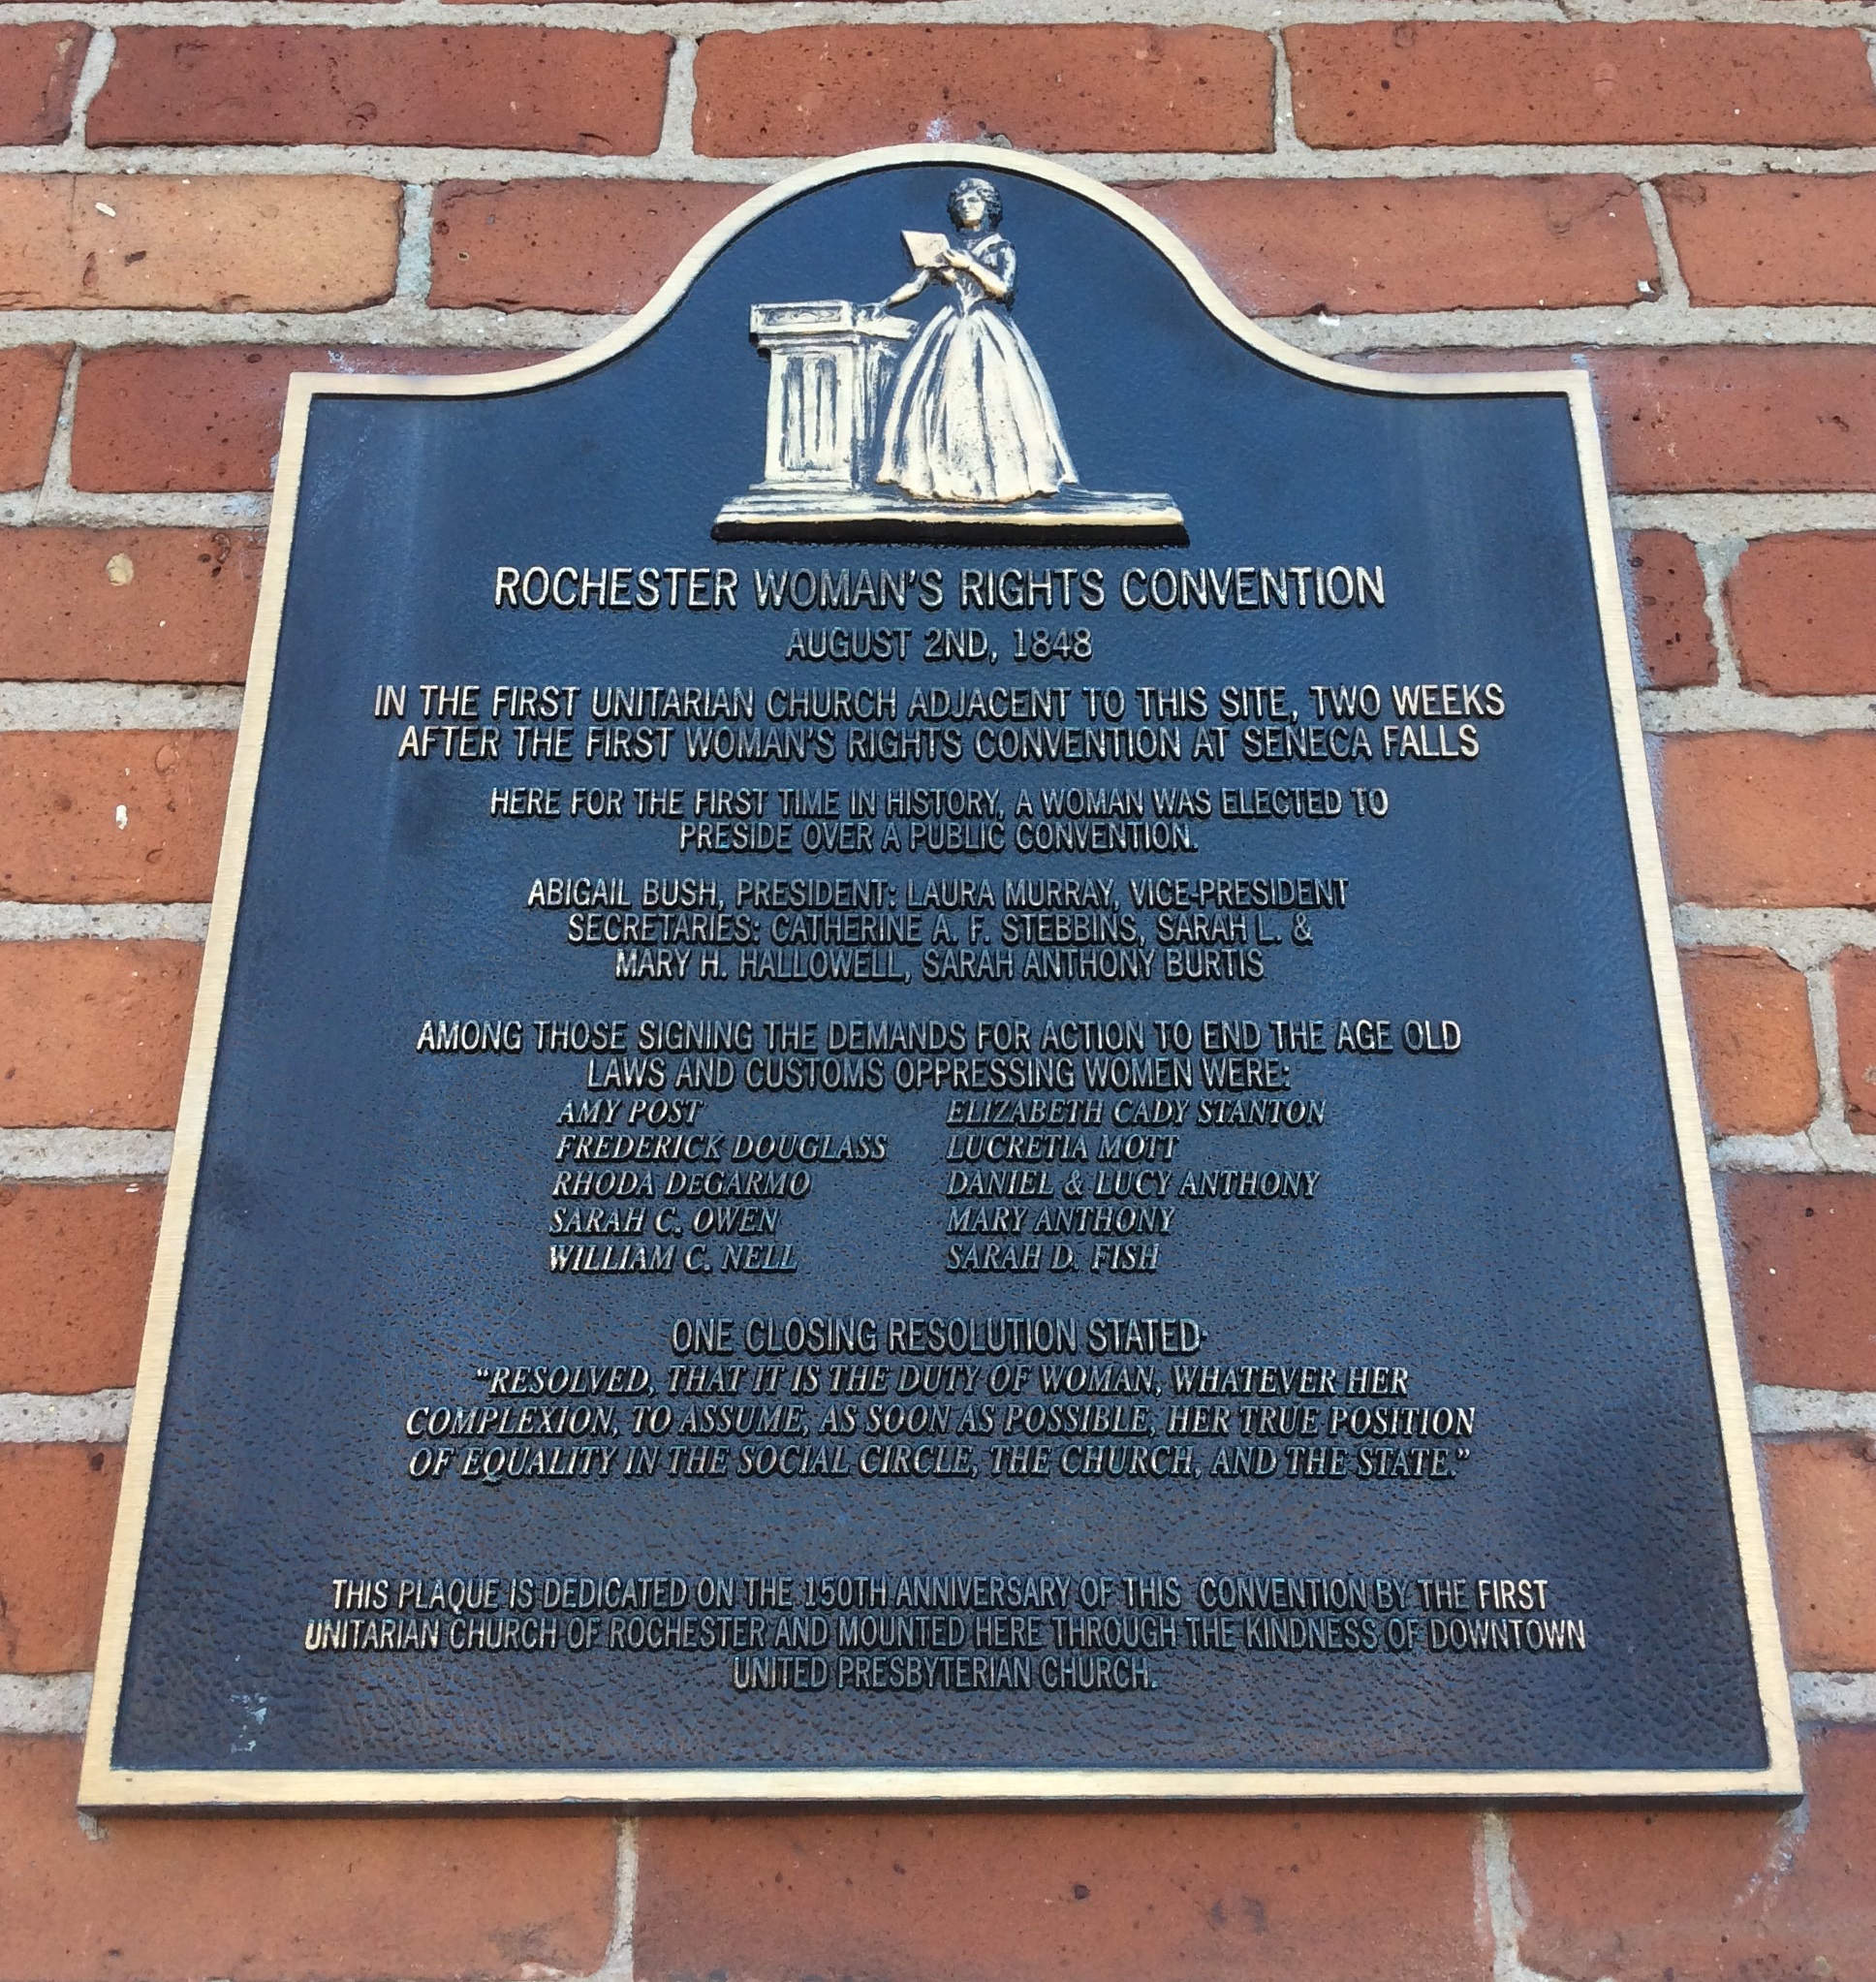 ROCHESTER WOMAN'S RIGHTS CONVENTION
AUGUST 2ND, 1848
IN THE FIRST UNITARIAN CHURCH ADJACENT TO THIS SITE, TWO WEEKS
AFTER THE FIRST WOMAN'S RIGHTS CONVENTION AT SENECA FALLS
HERE FOR THE FIRST TIME IN HISTORY, A WOMAN WAS ELECTED TO
PRESIDE OVER A PUBLIC CONVENTION.
ABIGAIL BUSH, PRESIDENT: LAURA MURRAY, VICE-PRESIDENT
SECRETARIES: CATHERINE A. F. STEBBINS, SARAH L. &
MARY H. HALLOWELL, SARAH ANTHONY BURTIS
AMONG THOSE SIGNING THE DEMANDS FOR ACTION TO END THE AGE OLD
LAWS AND CUSTOMS OPPRESSING WOMEN WERE:
AMY POST ELIZABETH CADY STANTON
FREDERICK DOUGLASS LUCRETIA MOTT
RHODA DEGARMO DANIEL & LUCY ANTHONY
SARAH C. OWEN MARY ANTHONY
WILLIAM C. NELL SARAH D. FISH
ONE CLOSING RESOLUTION STATED:
"RESOLVED, THAT IT IS THE DUTY OF WOMAN, WHATEVER HER
COMPLEXION, TO ASSUME, AS SOON AS POSSIBLE, HER TRUE POSITION
OF EQUALITY IN THE SOCIAL CIRCLE, THE CHURCH, AND THE STATE."
THIS PLAQUE IS DEDICATED ON THE 150TH ANNIVERSARY OF THIS CONVENTION BY THE FIRST
UNITARIAN CHURCH OF ROCHESTER AND MOUNTED HERE THROUGH THE KINDNESS OF DOWNTOWN
UNITED PRESBYTERIAN CHURCH.